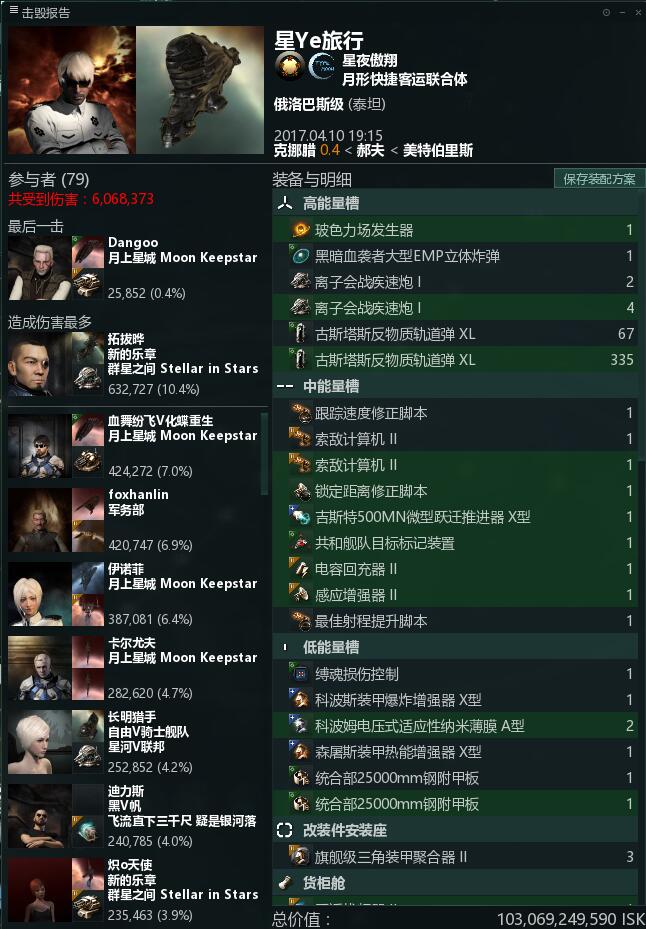 击毁报告
星Ye旅行
星夜傲翔
月形快捷客运联合体
俄洛巴斯级 (泰坦)
2017.04.10 19:15
克挪腊 0.4 < 郝夫 < 美特伯里斯
参与者 (79)
共受到伤害：6,068,373
最后一击
Dangoo
月上星城 Moon Keepstar
25,852 (0.4%)
造成伤害最多
拓拔晔
新的乐章
群星之间 Stellar in Stars
632,727 (10.4%)
血舞纷飞V化蝶重生
月上星城 Moon Keepstar
424,272 (7.0%)
foxhanlin
军务部
420,747 (6.9%)
伊诺菲
月上星城 Moon Keepstar
387,081 (6.4%)
卡尔尤夫
月上星城 Moon Keepstar
282,620 (4.7%)
长明猎手
自由V骑士舰队
星河V联邦
252,852 (4.2%)
迪力斯
黑V帆
飞流直下三千尺 疑是银河落
240,785 (4.0%)
炽o天使
新的乐章
群星之间 Stellar in Stars
235,463 (3.9%)
装备与明细
保存装配方案
高能量槽
玻色力场发生器 1
黑暗血袭者大型EMP立体炸弹 1
离子会战疾速炮 I 2
离子会战疾速炮 I 4
古斯塔斯反物质轨道弹 XL 67
古斯塔斯反物质轨道弹 XL 335
中能量槽
跟踪速度修正脚本 1
索敌计算机 II 1
索敌计算机 II 1
锁定距离修正脚本 1
吉斯特500MN微型跃迁推进器 X型 1
共和舰队目标标记装置 1
电容回充器 II 1
感应增强器 II 1
最佳射程提升脚本 1
低能量槽
缚魂损伤控制 1
科波斯装甲爆炸增强器 X型 1
科波姆电压式适应性纳米薄膜 A型 2
森屠斯装甲热能增强器 X型 1
统合部25000mm钢附甲板 1
统合部25000mm钢附甲板 1
改装件安装座
旗舰级三角装甲聚合器 II 3
货柜舱
总价值： 103,069,249,590 ISK